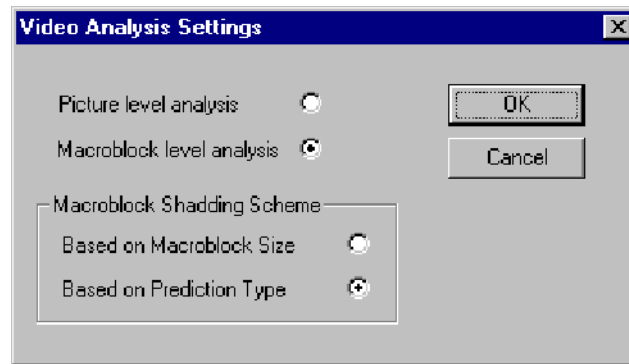 Video Analysis Settings
Picture level analysis
OK
Macroblock level analysis
Cancel
Macroblock Shadding Scheme
Based on Macroblock Size
Based on Prediction Type